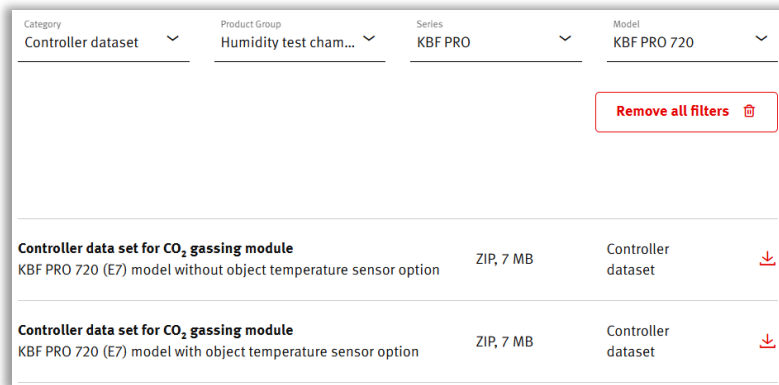 Category Product Group Series Model
Controller dataset Humidity test cham... KBF PRO KBF PRO 720
Remove all filters
Controller data set for CO₂ gassing module
KBF PRO 720 (E7) model without object temperature sensor option
ZIP, 7 MB
Controller
dataset
Controller data set for CO₂ gassing module
KBF PRO 720 (E7) model with object temperature sensor option
ZIP, 7 MB
Controller
dataset